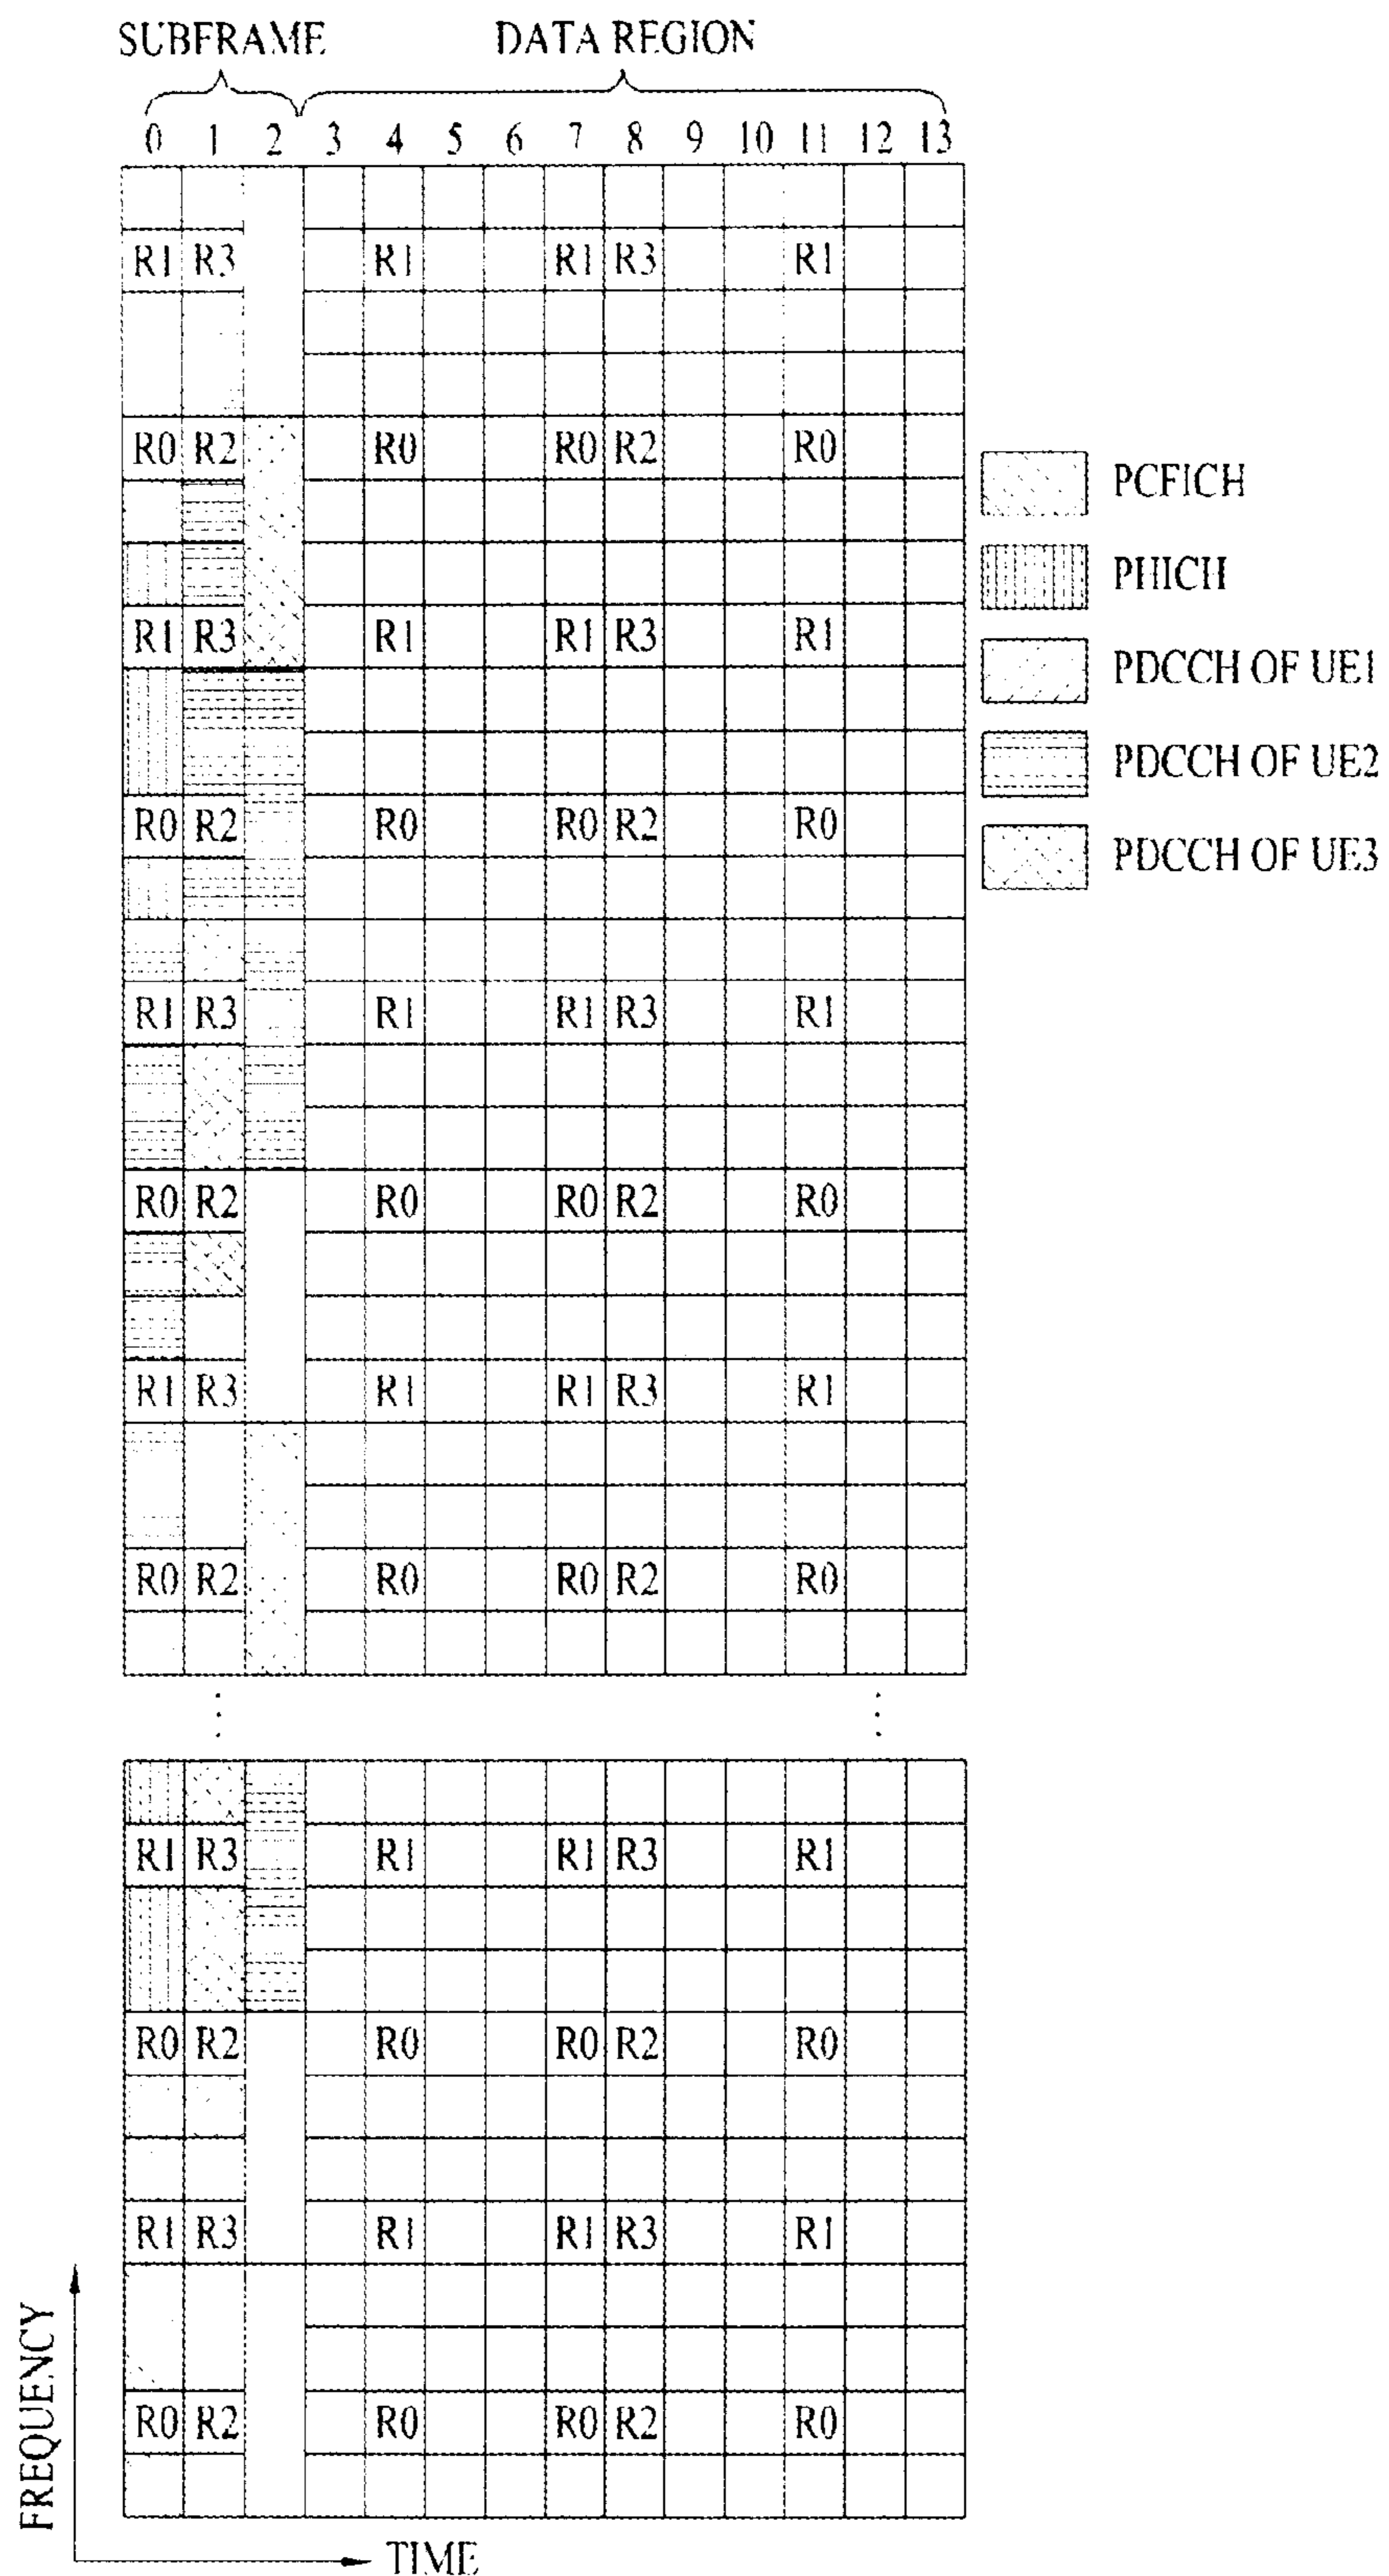 SUBFRAME DATA REGION
0 1 2 3 4 5 6 7 8 9 10 11 12 13
R1 R3 R1 R1 R3 R1
R0 R2 R0 R0 R2 R0
PCFICH
PHICH
R1 R3 R1 R1 R3 R1
PDCCH OF UE1
PDCCH OF UE2
R0 R2 R0 R0 R2 R0
PDCCH OF UE3
R1 R3 R1 R1 R3 R1
R0 R2 R0 R0 R2 R0
R1 R3 R1 R1 R3 R1
R0 R2 R0 R0 R2 R0
R1 R3 R1 R1 R3 R1
R0 R2 R0 R0 R2 R0
R1 R3 R1 R1 R3 R1
R0 R2 R0 R0 R2 R0
FREQUENCY
TIME